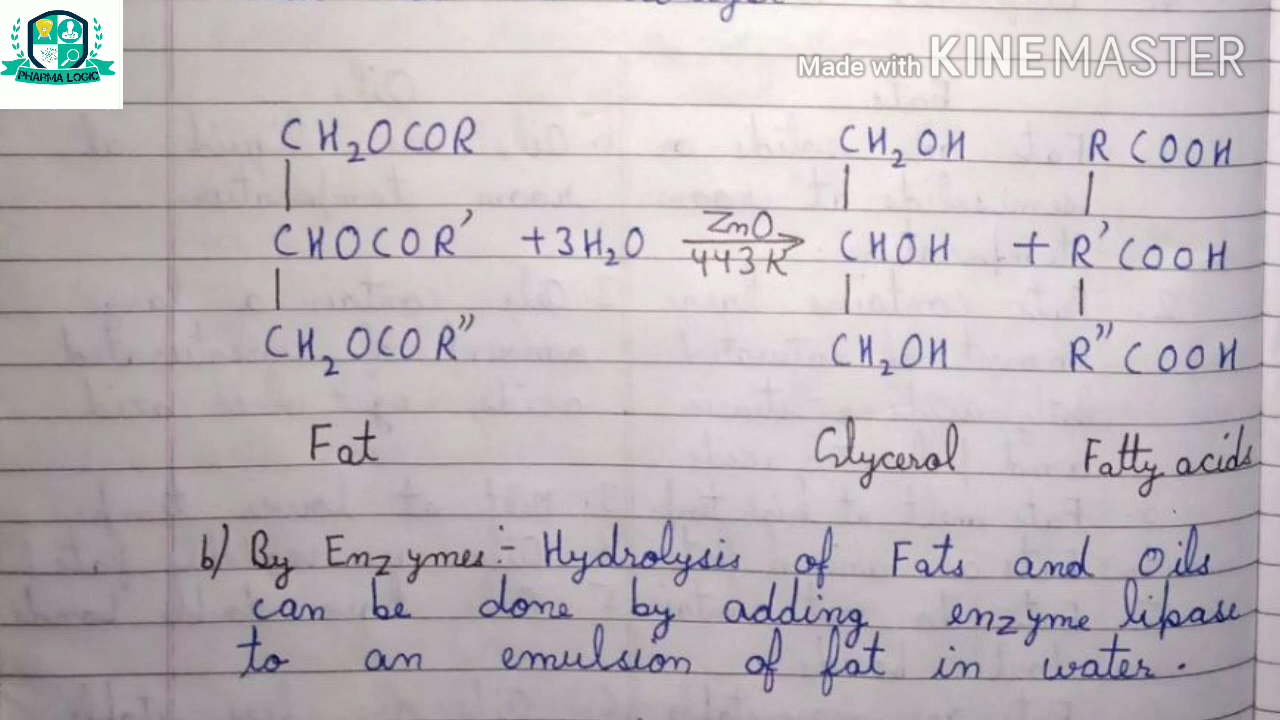 PHARMA LOGIC
Made with KINEMASTER
CH₂OCOR CH₂OH RCOOH
CHOCOR' +3H₂O ZnO 443K CHOH + R'COOH
CH₂OCOR" CH₂OH R"COOH
Fat Glycerol Fatty acids
b) By Enzymes:- Hydrolysis of Fats and Oils
can be done by adding enzyme lipase
to an emulsion of fat in water.